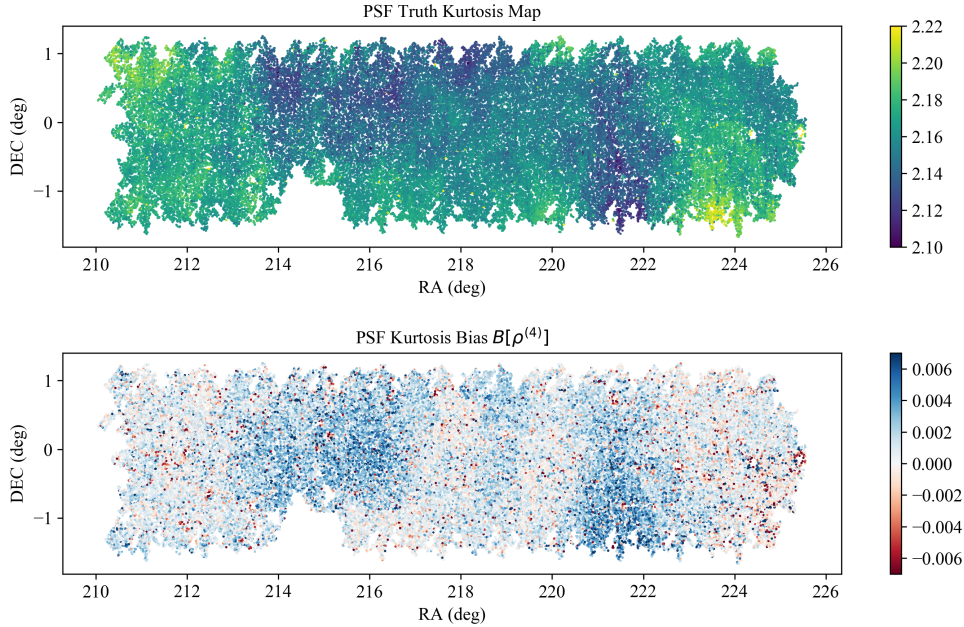 PSF Truth Kurtosis Map
DEC (deg)
1
0
−1
210 212 214 216 218 220 222 224 226
RA (deg)
2.22
2.20
2.18
2.16
2.14
2.12
2.10
PSF Kurtosis Bias B[ρ⁽⁴⁾]
DEC (deg)
1
0
−1
210 212 214 216 218 220 222 224 226
RA (deg)
0.006
0.004
0.002
0.000
−0.002
−0.004
−0.006